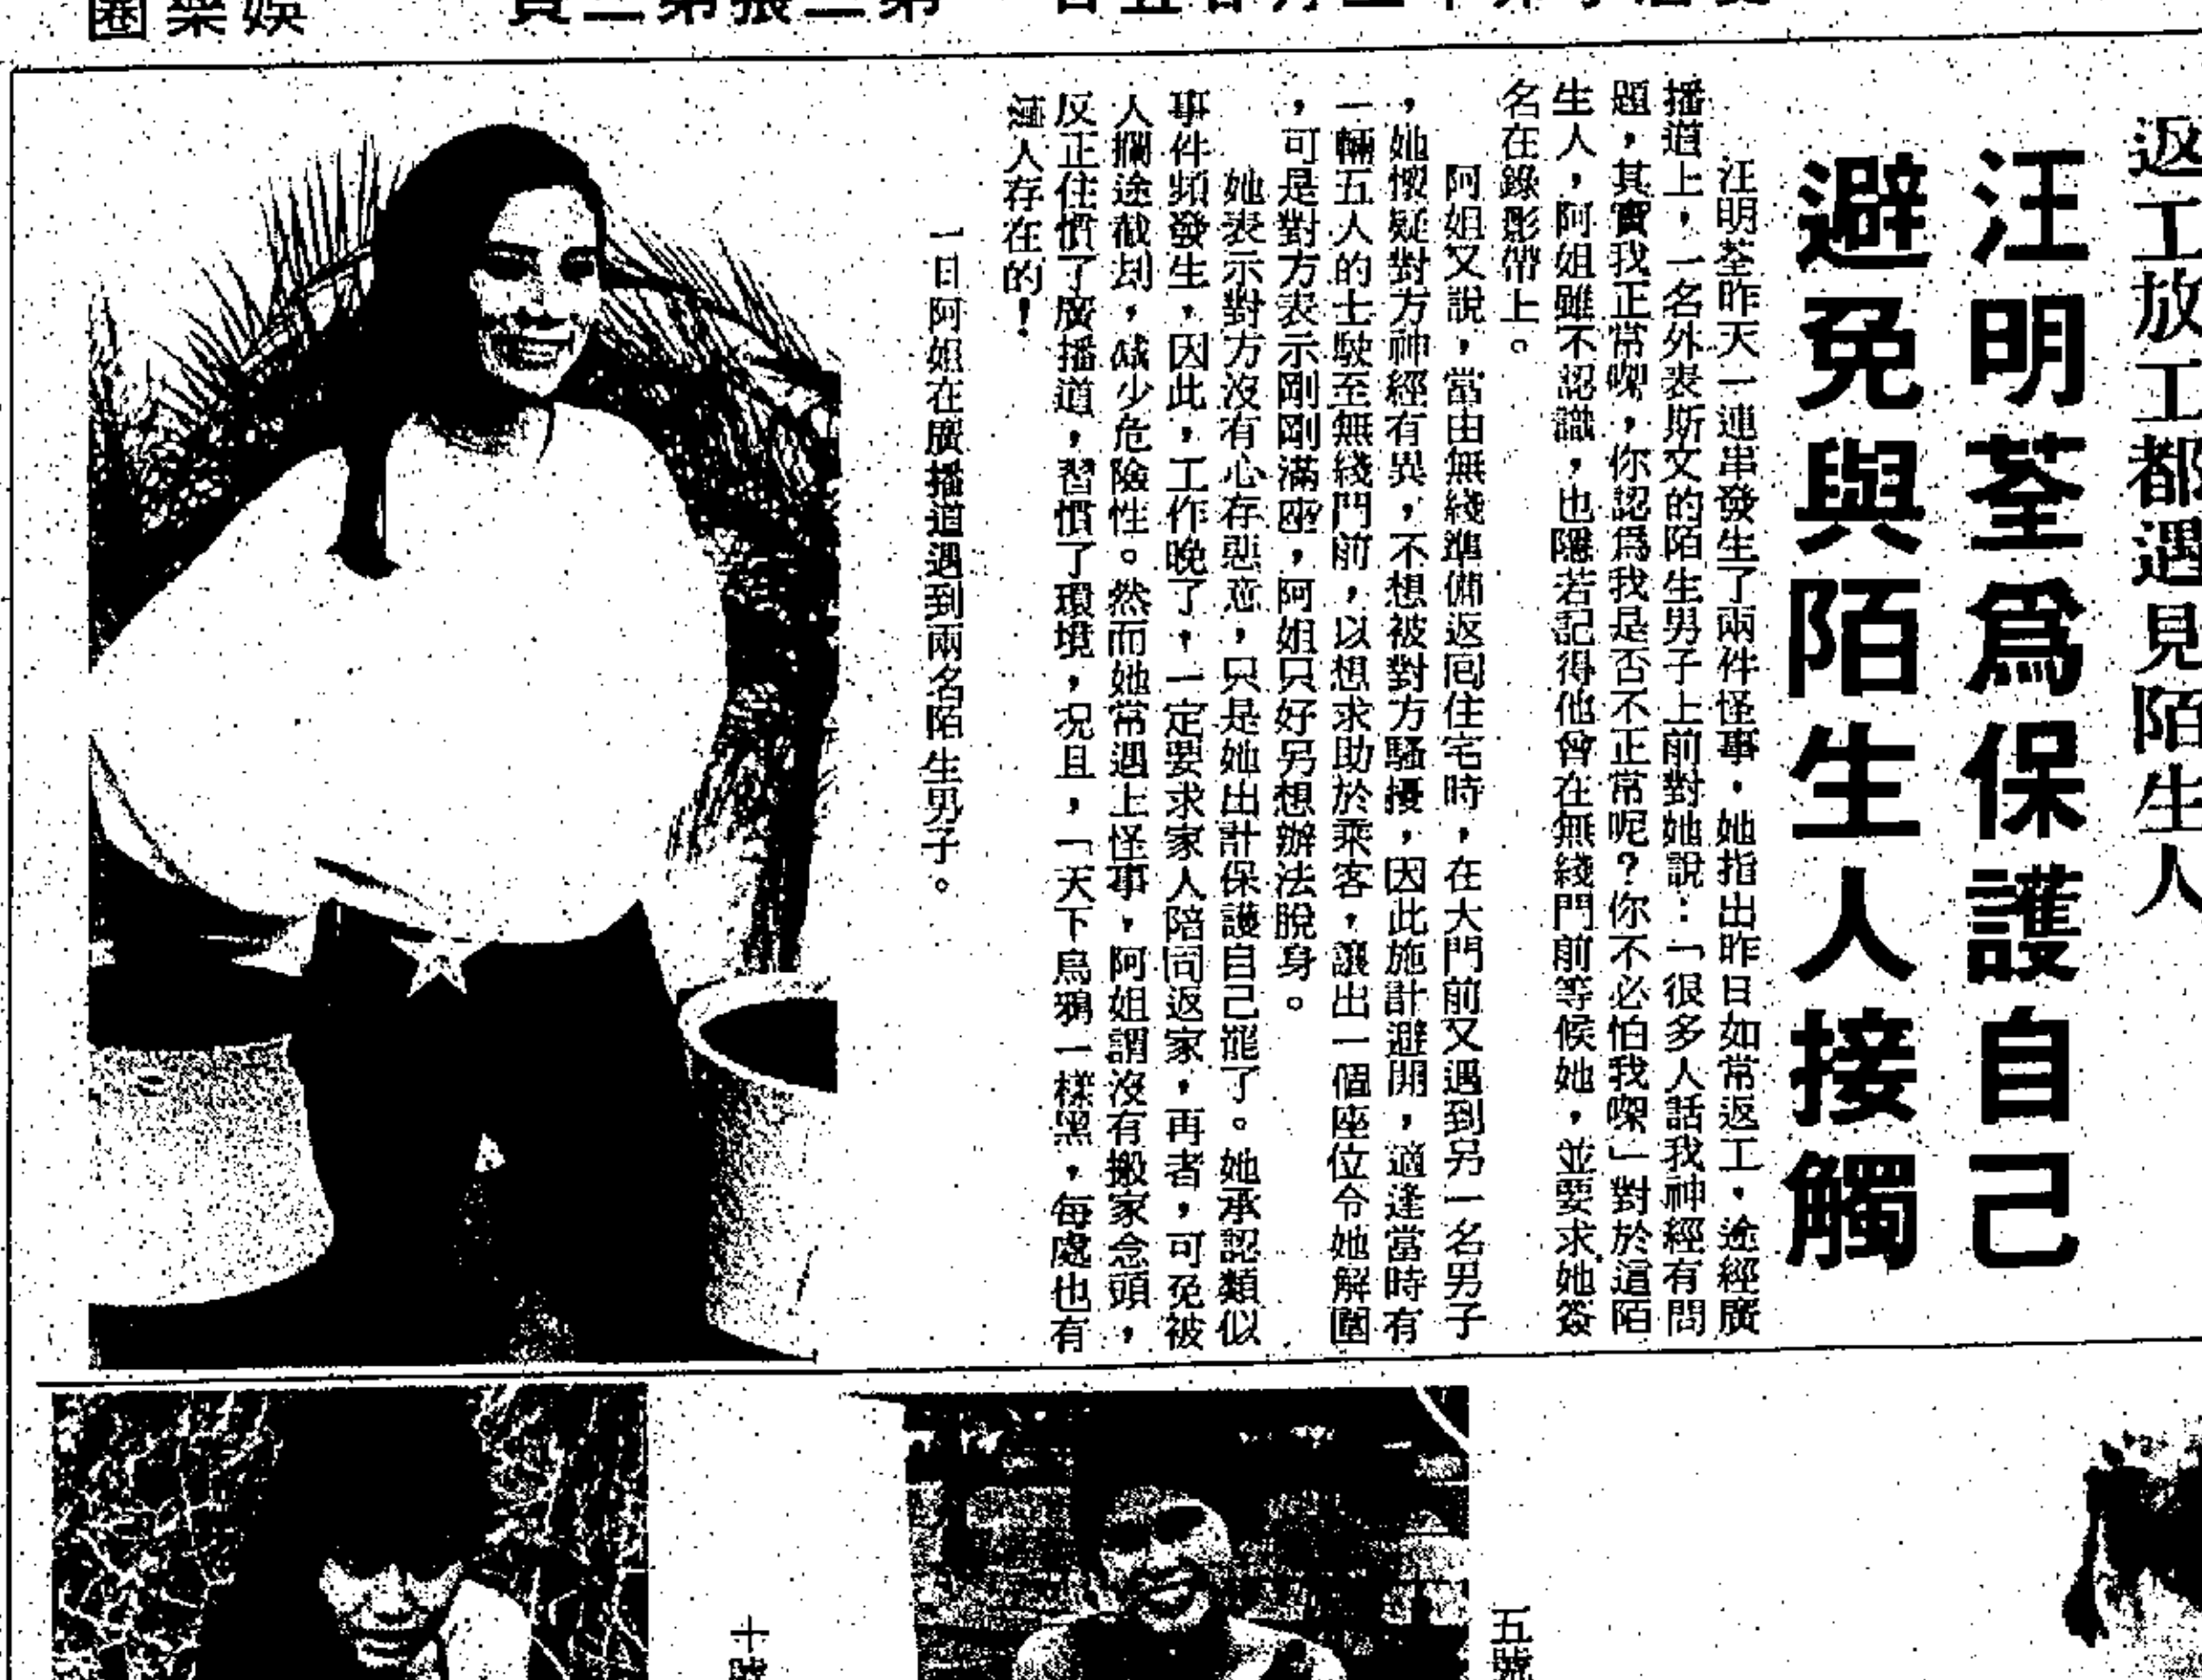 娛樂圈
返工放工都遇見陌生人
汪明荃爲保護自己
避免與陌生人接觸
汪明荃昨天一連串發生了兩件怪事，她指出昨日如常返工，途經廣
播道上，一名外表斯文的陌生男子上前對她說：「很多人話我神經有問
題，其實我正常㗎，你認爲我是否不正常呢？你不必怕我㗎」對於這陌
生人，阿姐雖不認識，也隱若記得他曾在無綫門前等候她，並要求她簽
名在錄影帶上。
阿姐又說，當由無綫準備返囘住宅時，在大門前又遇到另一名男子
，她懷疑對方神經有異，不想被對方騷擾，因此施計避開，適逢當時有
一輛五人的士駛至無綫門前，以想求助於乘客，讓出一個座位令她解圍
，可是對方表示剛剛滿座，阿姐只好另想辦法脫身。
她表示對方沒有心存惡意，只是她出計保護自己罷了。她承認類似
事件頻發生，因此，工作晚了，一定要求家人陪同返家，再者，可免被
人攔途截刦，減少危險性。然而她常遇上怪事，阿姐謂沒有搬家念頭，
反正住慣了廣播道，習慣了環境，况且，「天下烏鴉一樣黑，每處也有
這人存在的！
一日阿姐在廣播道遇到兩名陌生男子。
五號
十號